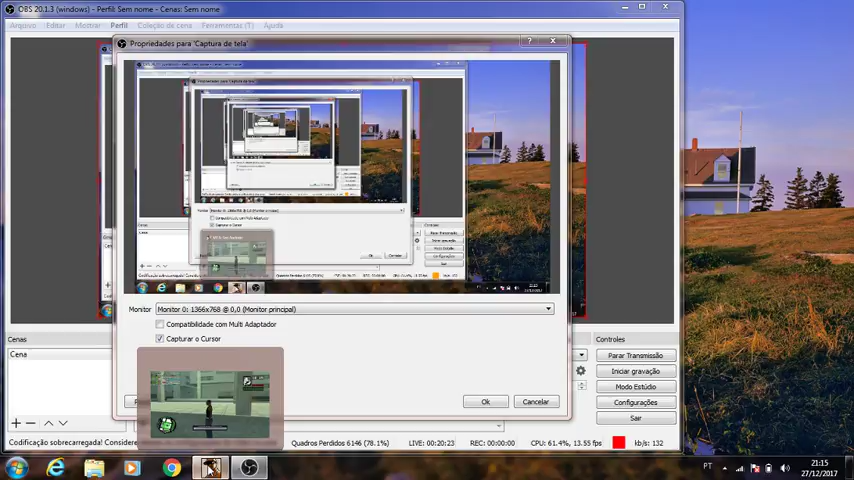 OBS 20.1.3 (windows) - Perfil: Sem nome - Cenas: Sem nome
Arquivo Editar Mostrar Perfil Coleção de cena Ferramentas (T) Ajuda
Propriedades para 'Captura de tela'
Monitor Monitor 0: 1366x768 @ 0,0 (Monitor principal)
Compatibilidade com Multi Adaptador
Capturar o Cursor
Ok Cancelar
Cenas
Cena
Controles
Parar Transmissão
Iniciar gravação
Modo Estúdio
Configurações
Sair
Codificação sobrecarregada! Considere
Quadros Perdidos 6146 (78.1%) LIVE: 00:20:23 REC: 00:00:00 CPU: 61.4%, 13.55 fps kb/s: 132
PT
21:15
27/12/2017